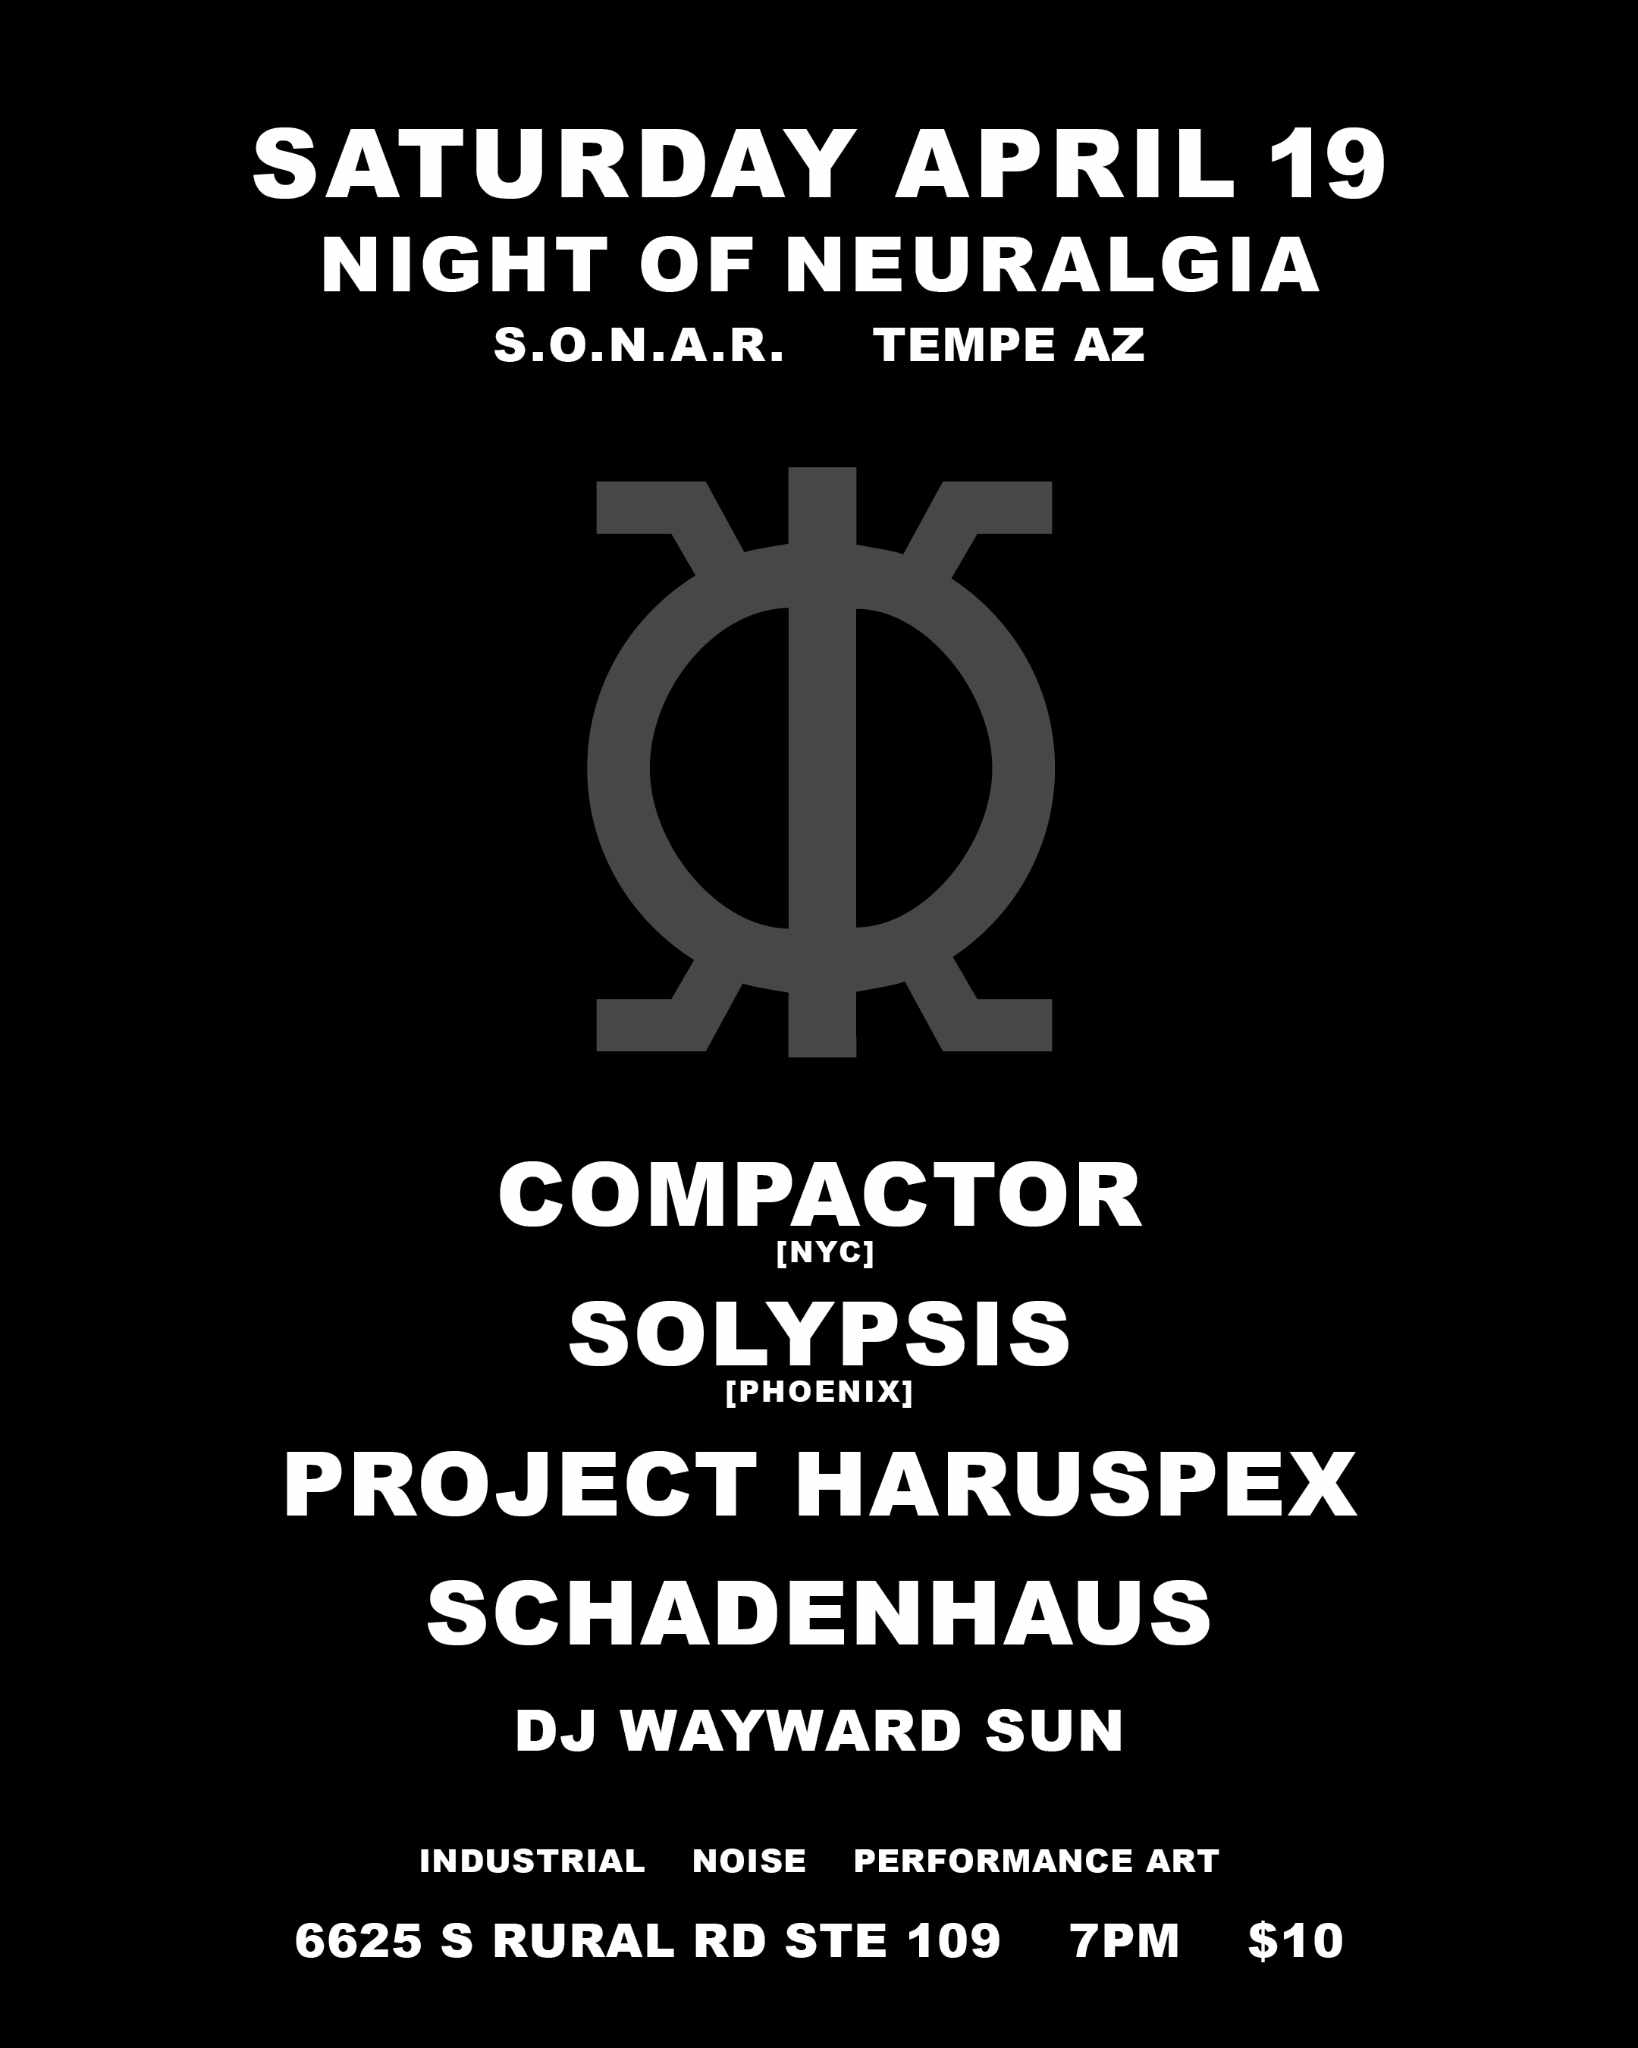 SATURDAY APRIL 19
NIGHT OF NEURALGIA
S.O.N.A.R. TEMPE AZ
COMPACTOR
[NYC]
SOLYPSIS
[PHOENIX]
PROJECT HARUSPEX
SCHADENHAUS
DJ WAYWARD SUN
INDUSTRIAL NOISE PERFORMANCE ART
6625 S RURAL RD STE 109 7PM $10